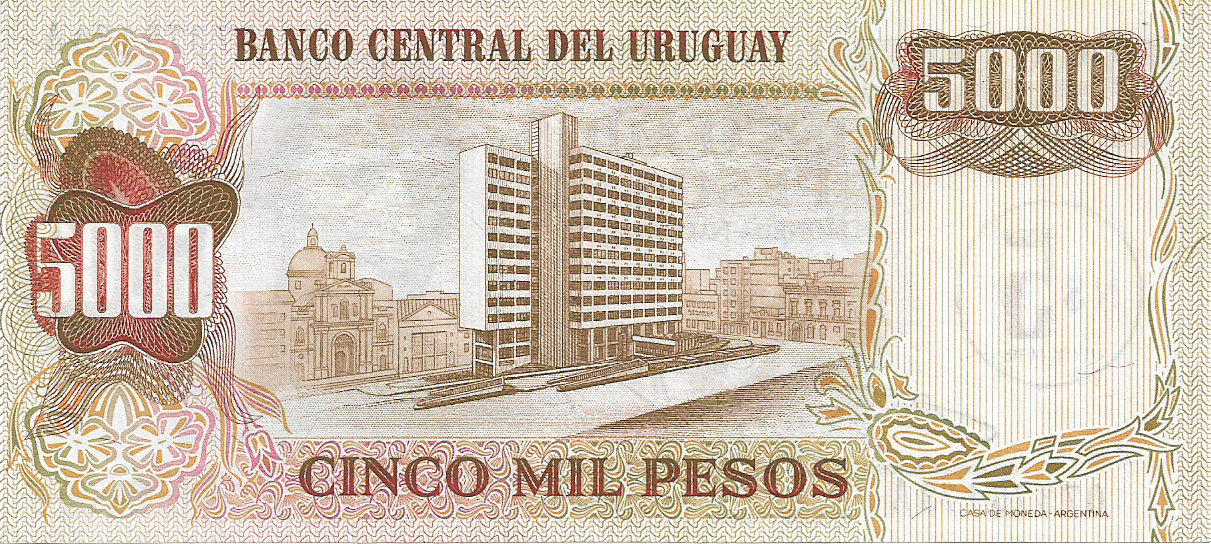 BANCO CENTRAL DEL URUGUAY
5000
5000
CINCO MIL PESOS
CASA DE MONEDA - ARGENTINA